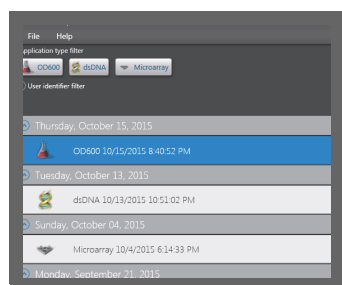 File Help
Application type filter
OD600 dsDNA Microarray
User identifier filter
Thursday, October 15, 2015
OD600 10/15/2015 8:40:52 PM
Tuesday, October 13, 2015
dsDNA 10/13/2015 10:51:02 PM
Sunday, October 04, 2015
Microarray 10/4/2015 6:14:33 PM
Monday, September 21, 2015